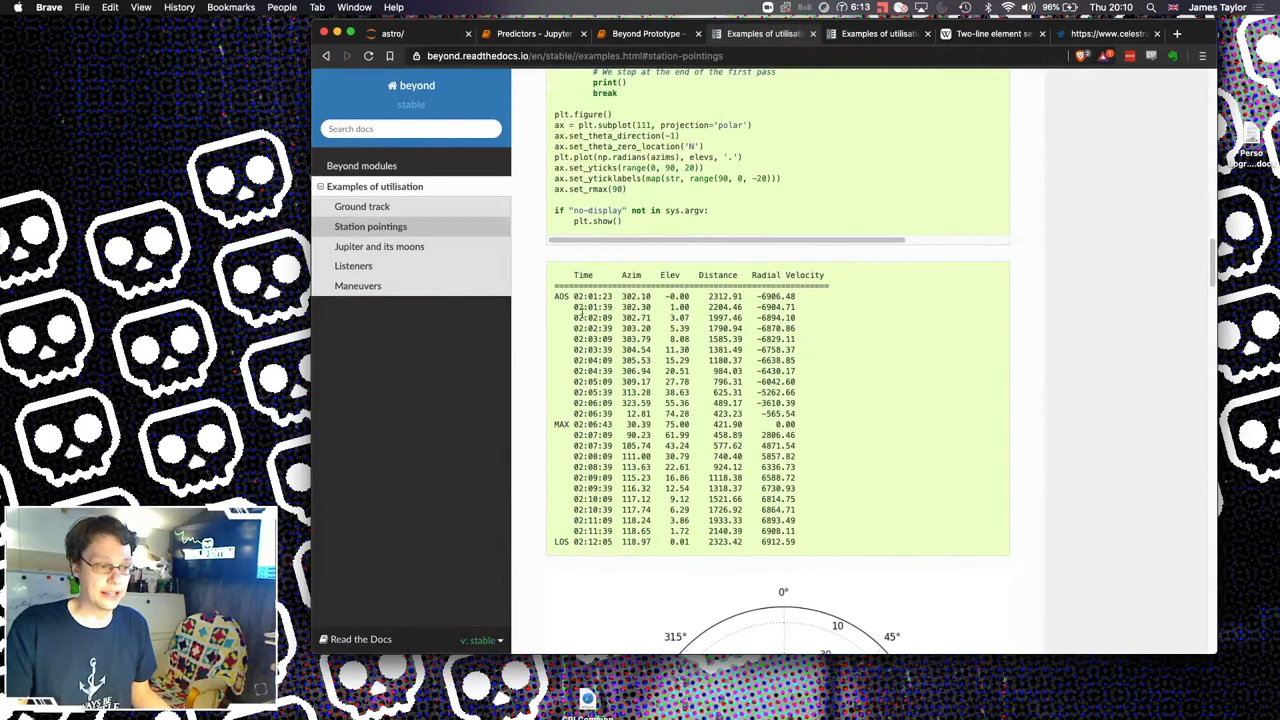 Brave File Edit View History Bookmarks People Tab Window Help 6:13 96% Thu 20:10 James Taylor
astro/ Predictors - Jupyter Beyond Prototype - Examples of utilisati Examples of utilisati Two-line element se https://www.celestra
beyond.readthedocs.io/en/stable//examples.html#station-pointings
beyond
stable
Search docs
Beyond modules
Examples of utilisation
Ground track
Station pointings
Jupiter and its moons
Listeners
Maneuvers
Read the Docs
v: stable
# We stop at the end of the first pass
print()
break
plt.figure()
ax = plt.subplot(111, projection='polar')
ax.set_theta_direction(-1)
ax.set_theta_zero_location('N')
plt.plot(np.radians(azims), elevs, '.')
ax.set_yticks(range(0, 90, 20))
ax.set_yticklabels(map(str, range(90, 0, -20)))
ax.set_rmax(90)
if "no-display" not in sys.argv:
plt.show()
Time Azim Elev Distance Radial Velocity
=========================================================
AOS 02:01:23 302.10 -0.00 2312.91 -6906.48
02:01:39 302.30 1.00 2204.46 -6904.71
02:02:09 302.71 3.07 1997.46 -6894.10
02:02:39 303.20 5.39 1790.94 -6870.86
02:03:09 303.79 8.08 1585.39 -6829.11
02:03:39 304.54 11.30 1381.49 -6758.37
02:04:09 305.53 15.29 1180.37 -6638.85
02:04:39 306.94 20.51 984.03 -6430.17
02:05:09 309.17 27.78 796.31 -6042.60
02:05:39 313.28 38.63 625.31 -5262.66
02:06:09 323.59 55.36 489.17 -3610.39
02:06:39 12.81 74.28 423.23 -565.54
MAX 02:06:43 30.39 75.00 421.90 0.00
02:07:09 90.23 61.99 458.89 2806.46
02:07:39 105.74 43.24 577.62 4871.54
02:08:09 111.00 30.79 740.40 5857.82
02:08:39 113.63 22.61 924.12 6336.73
02:09:09 115.23 16.86 1118.38 6588.72
02:09:39 116.32 12.54 1318.37 6730.93
02:10:09 117.12 9.12 1521.66 6814.75
02:10:39 117.74 6.29 1726.92 6864.71
02:11:09 118.24 3.86 1933.33 6893.49
02:11:39 118.65 1.72 2140.39 6908.11
LOS 02:12:05 118.97 0.01 2323.42 6912.59
0°
315°
10
45°
Perso